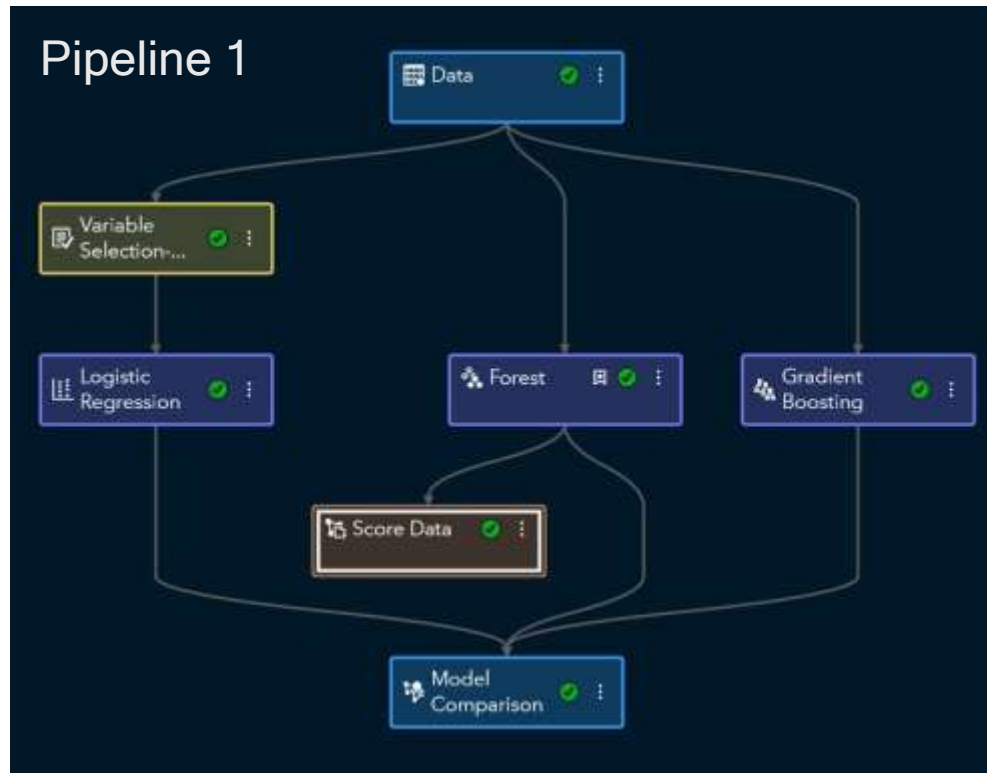 Pipeline 1
Data
Variable
Selection-...
Logistic
Regression
Forest
Gradient
Boosting
Score Data
Model
Comparison